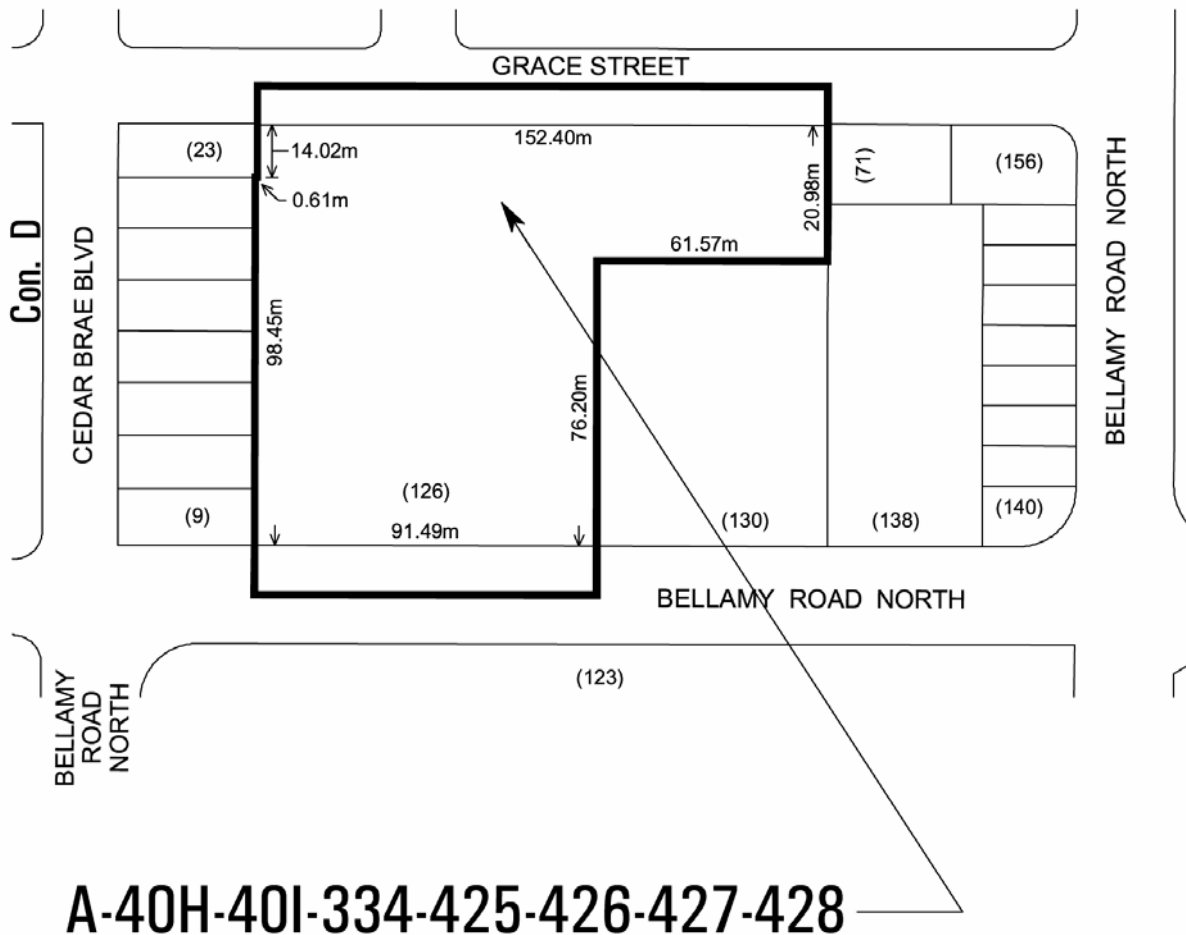 GRACE STREET
152.40m
(23)
14.02m
0.61m
20.98m
(71)
(156)
61.57m
Con. D
CEDAR BRAE BLVD
98.45m
76.20m
BELLAMY ROAD NORTH
(126)
(9)
91.49m
(130)
(138)
(140)
BELLAMY ROAD NORTH
(123)
BELLAMY
ROAD
NORTH
A-40H-40I-334-425-426-427-428